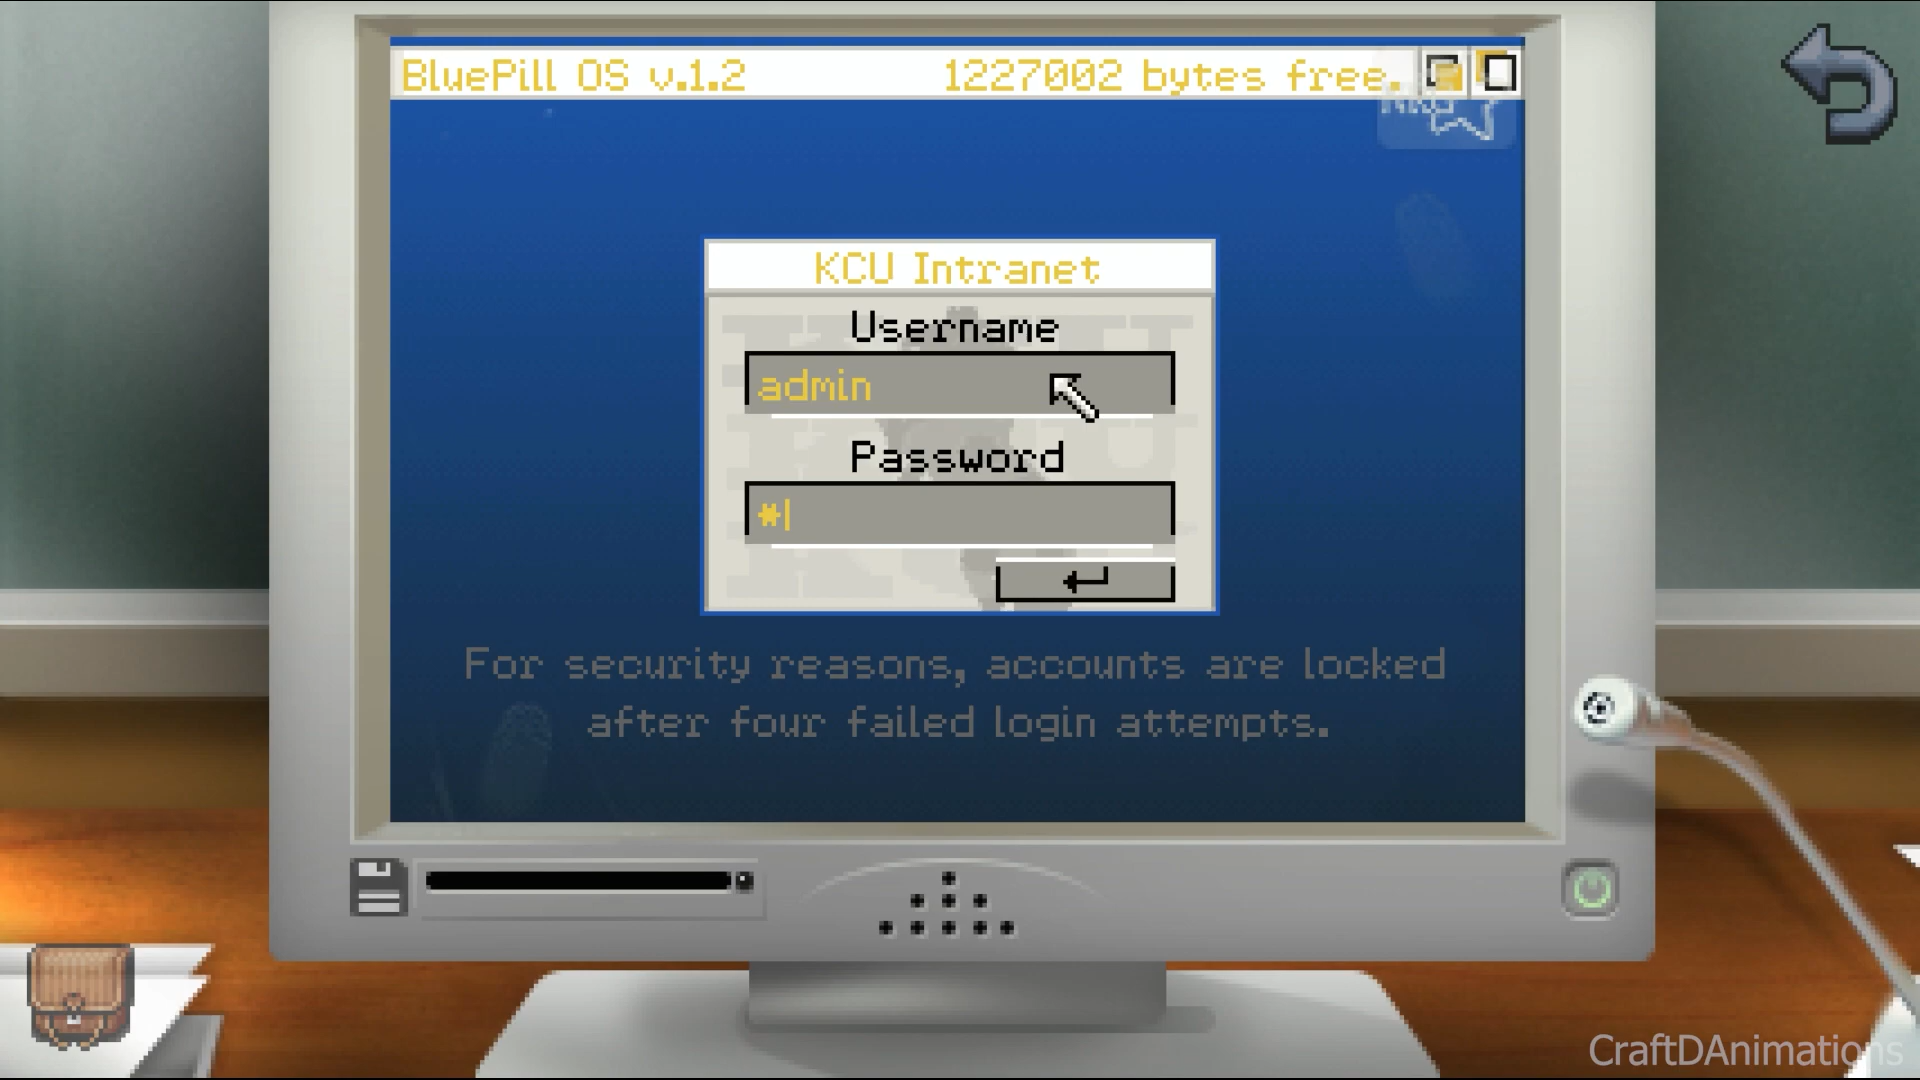 BluePill OS v.1.2
1227002 bytes free.
KCU Intranet
Username
admin
Password
*
For security reasons, accounts are locked
after four failed login attempts.
CraftDAnimations